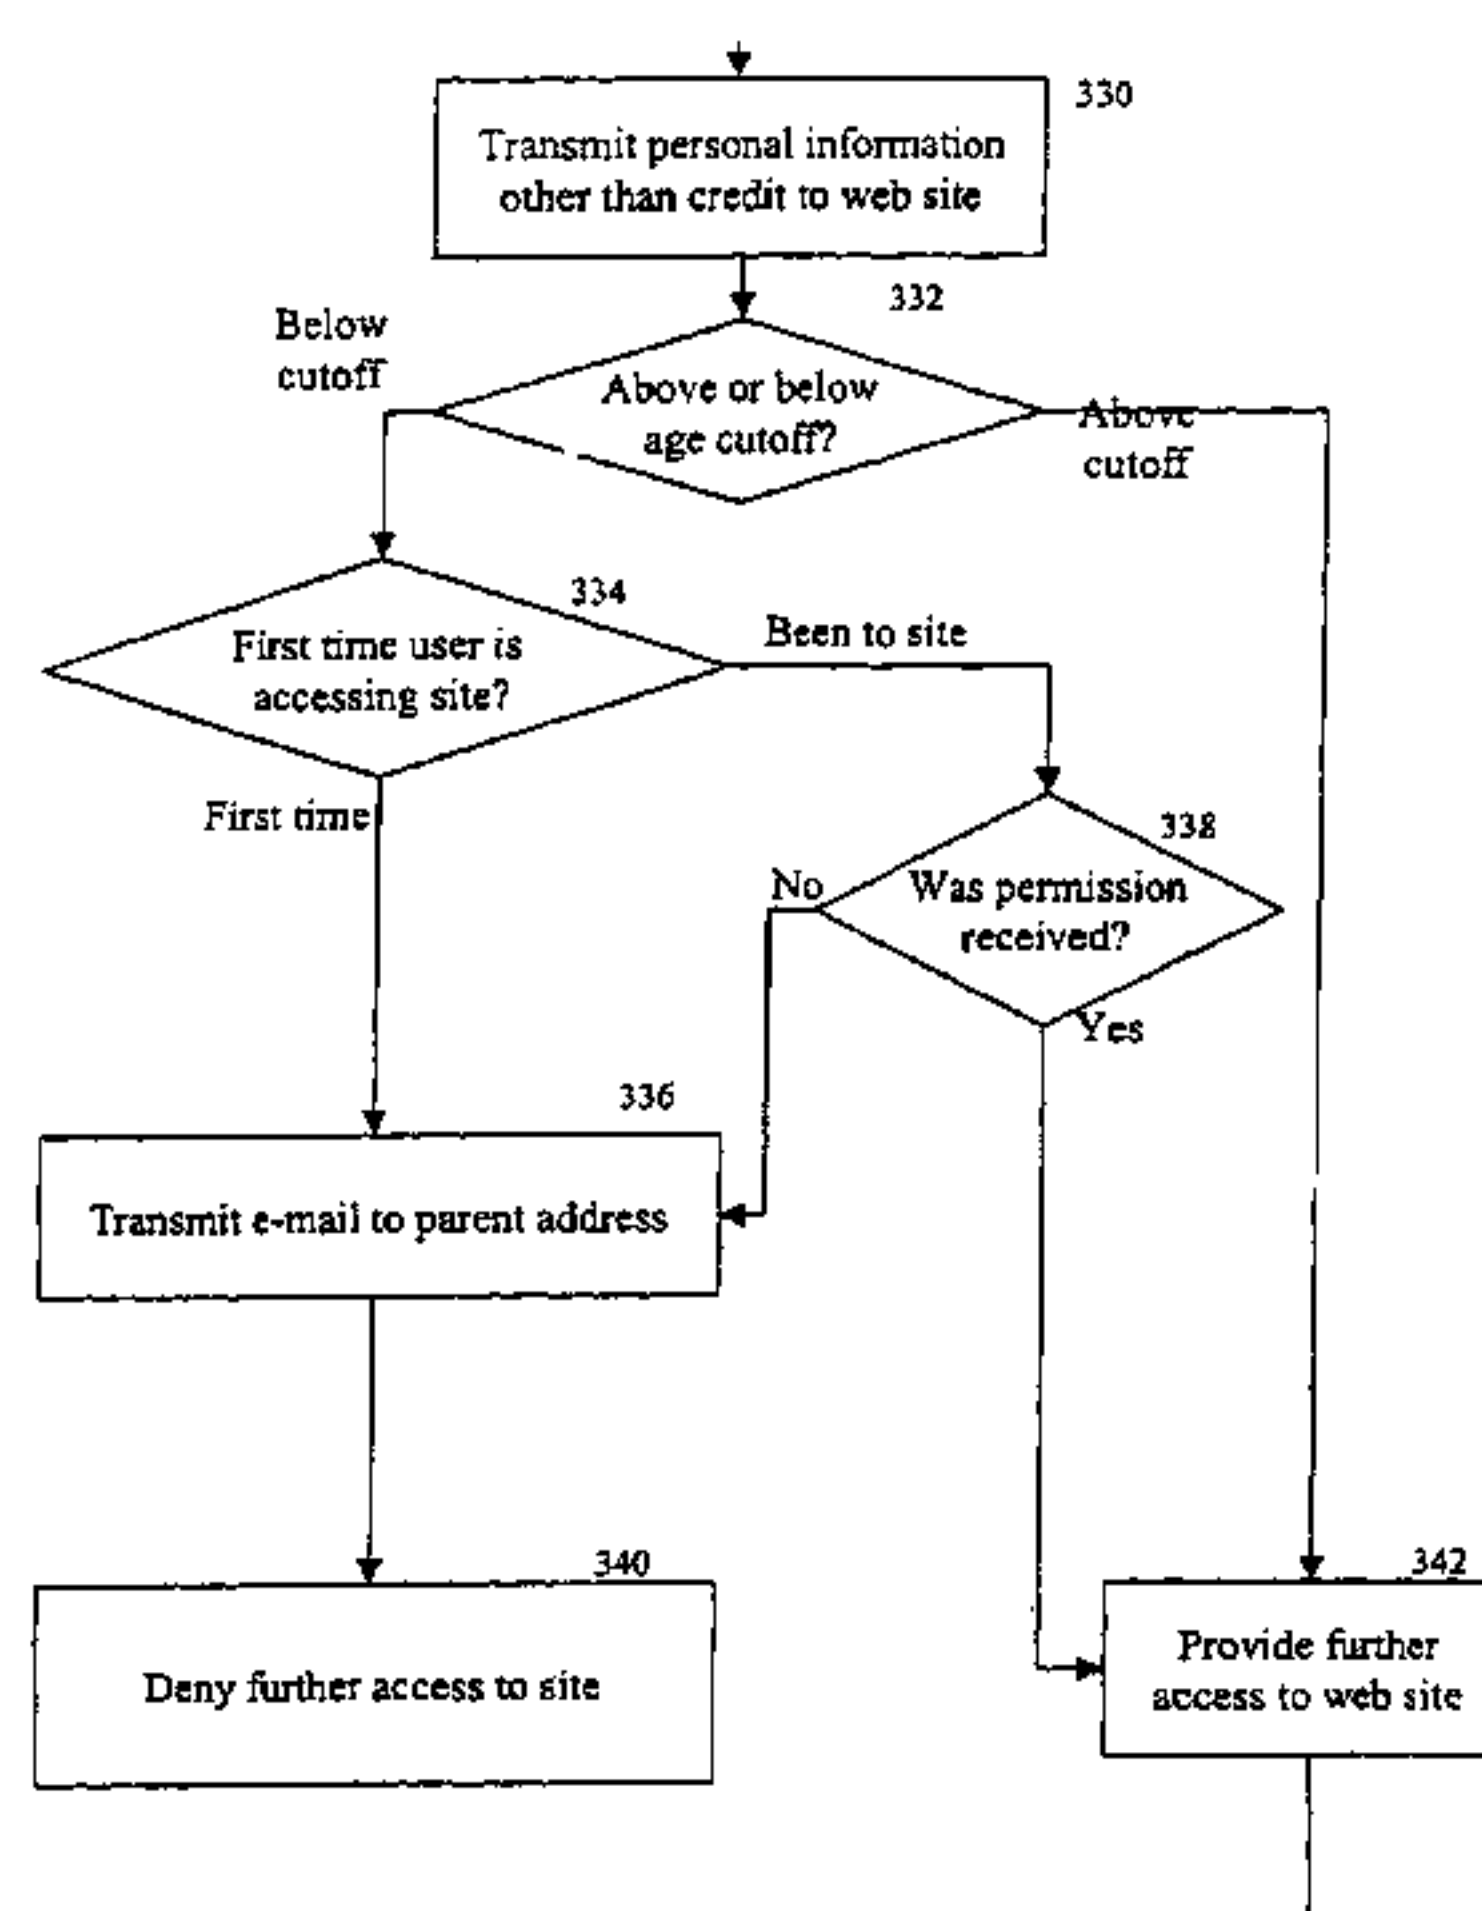 330
Transmit personal information
other than credit to web site
332
Below
cutoff
Above or below
age cutoff?
Above
cutoff
334
First time user is
accessing site?
Been to site
First time
338
No
Was permission
received?
Yes
336
Transmit e-mail to parent address
340
Deny further access to site
342
Provide further
access to web site